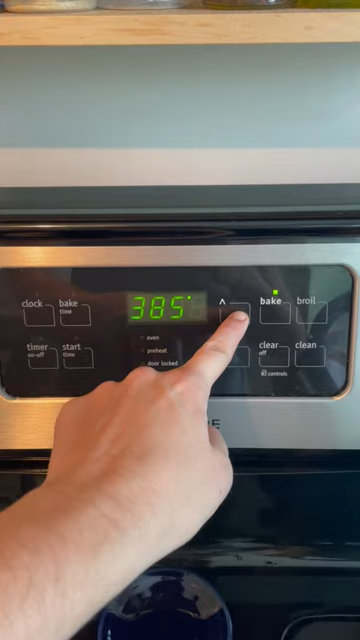 clock bake time 385° ^ bake broil
timer on-off start time oven clear off clean
preheat
door locked controls